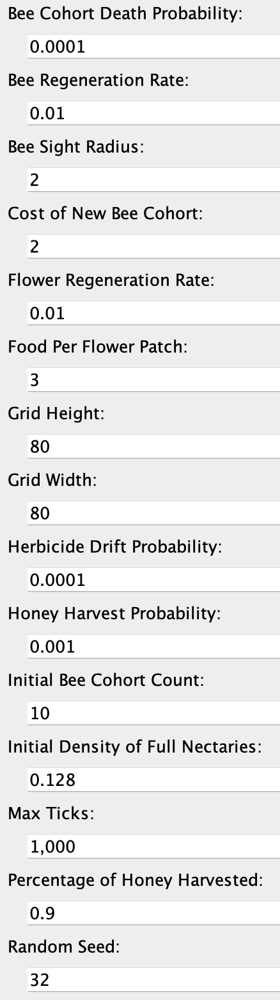 Bee Cohort Death Probability:
0.0001
Bee Regeneration Rate:
0.01
Bee Sight Radius:
2
Cost of New Bee Cohort:
2
Flower Regeneration Rate:
0.01
Food Per Flower Patch:
3
Grid Height:
80
Grid Width:
80
Herbicide Drift Probability:
0.0001
Honey Harvest Probability:
0.001
Initial Bee Cohort Count:
10
Initial Density of Full Nectaries:
0.128
Max Ticks:
1,000
Percentage of Honey Harvested:
0.9
Random Seed:
32